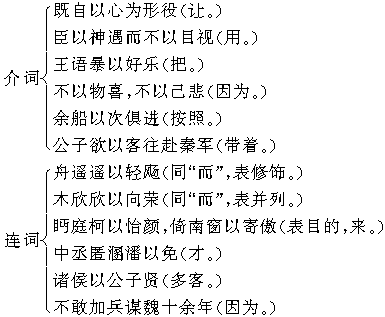 介词
既自以心为形役(让。)
臣以神遇而不以目视(用。)
王语暴以好乐(把。)
不以物喜,不以己悲(因为。)
余船以次俱进(按照。)
公子欲以客往赴秦军(带着。)
连词
舟遥遥以轻飏(同“而”,表修饰。)
木欣欣以向荣(同“而”,表并列。)
眄庭柯以怡颜,倚南窗以寄傲(表目的,来。)
中丞匿溷藩以免(才。)
诸侯以公子贤(多客。)
不敢加兵谋魏十余年(因为。)